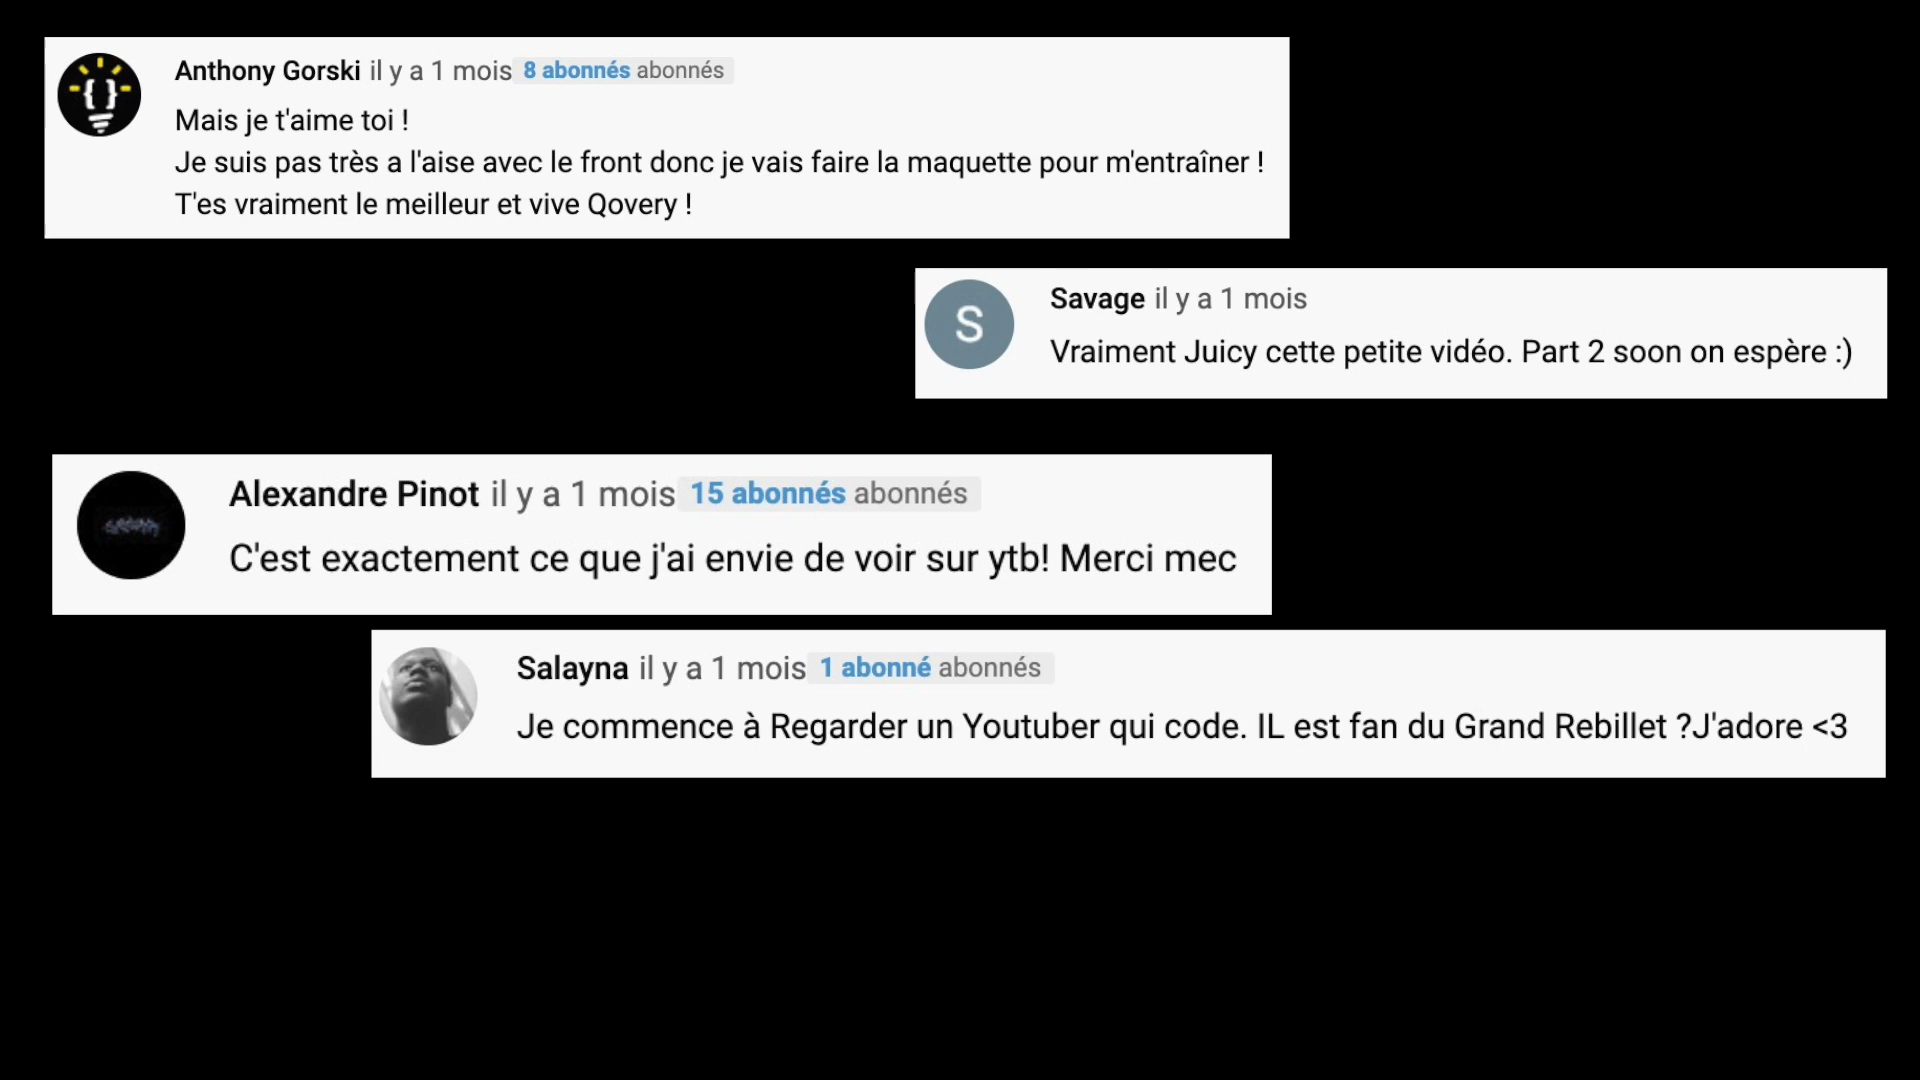 Anthony Gorski il y a 1 mois 8 abonnés abonnés
Mais je t'aime toi !
Je suis pas très a l'aise avec le front donc je vais faire la maquette pour m'entraîner !
T'es vraiment le meilleur et vive Qovery !
S
Savage il y a 1 mois
Vraiment Juicy cette petite vidéo. Part 2 soon on espère :)
Alexandre Pinot il y a 1 mois 15 abonnés abonnés
C'est exactement ce que j'ai envie de voir sur ytb! Merci mec
Salayna il y a 1 mois 1 abonné abonnés
Je commence à Regarder un Youtuber qui code. IL est fan du Grand Rebillet ?J'adore <3